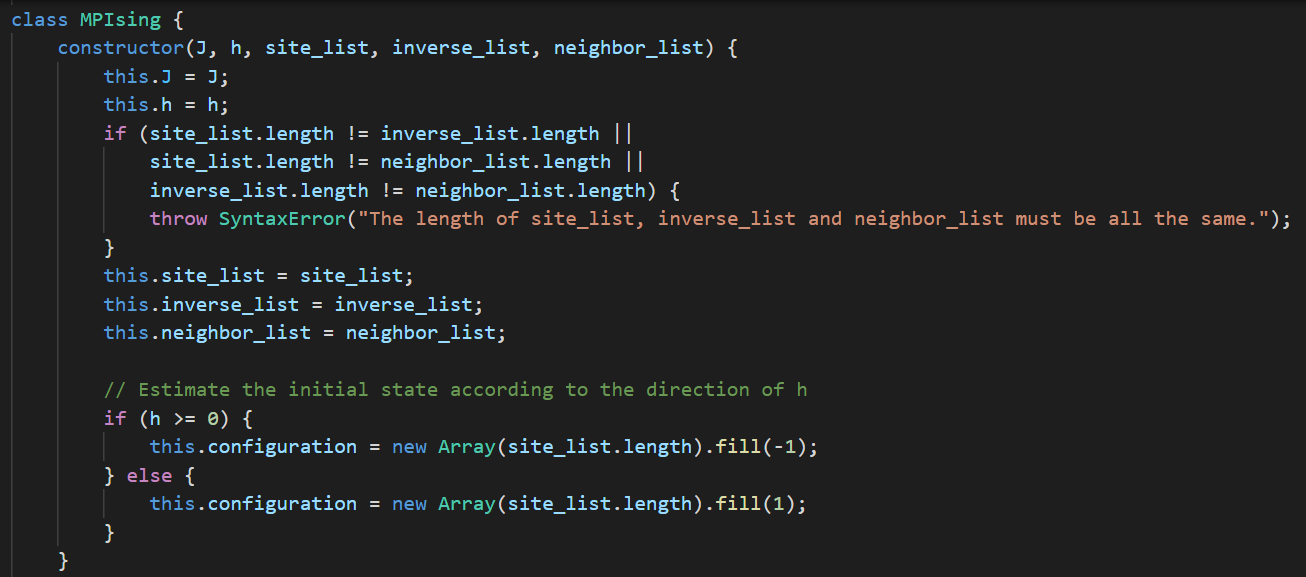 class MPIsing {
    constructor(J, h, site_list, inverse_list, neighbor_list) {
        this.J = J;
        this.h = h;
        if (site_list.length != inverse_list.length ||
            site_list.length != neighbor_list.length ||
            inverse_list.length != neighbor_list.length) {
            throw SyntaxError("The length of site_list, inverse_list and neighbor_list must be all the same.");
        }
        this.site_list = site_list;
        this.inverse_list = inverse_list;
        this.neighbor_list = neighbor_list;

        // Estimate the initial state according to the direction of h
        if (h >= 0) {
            this.configuration = new Array(site_list.length).fill(-1);
        } else {
            this.configuration = new Array(site_list.length).fill(1);
        }
    }